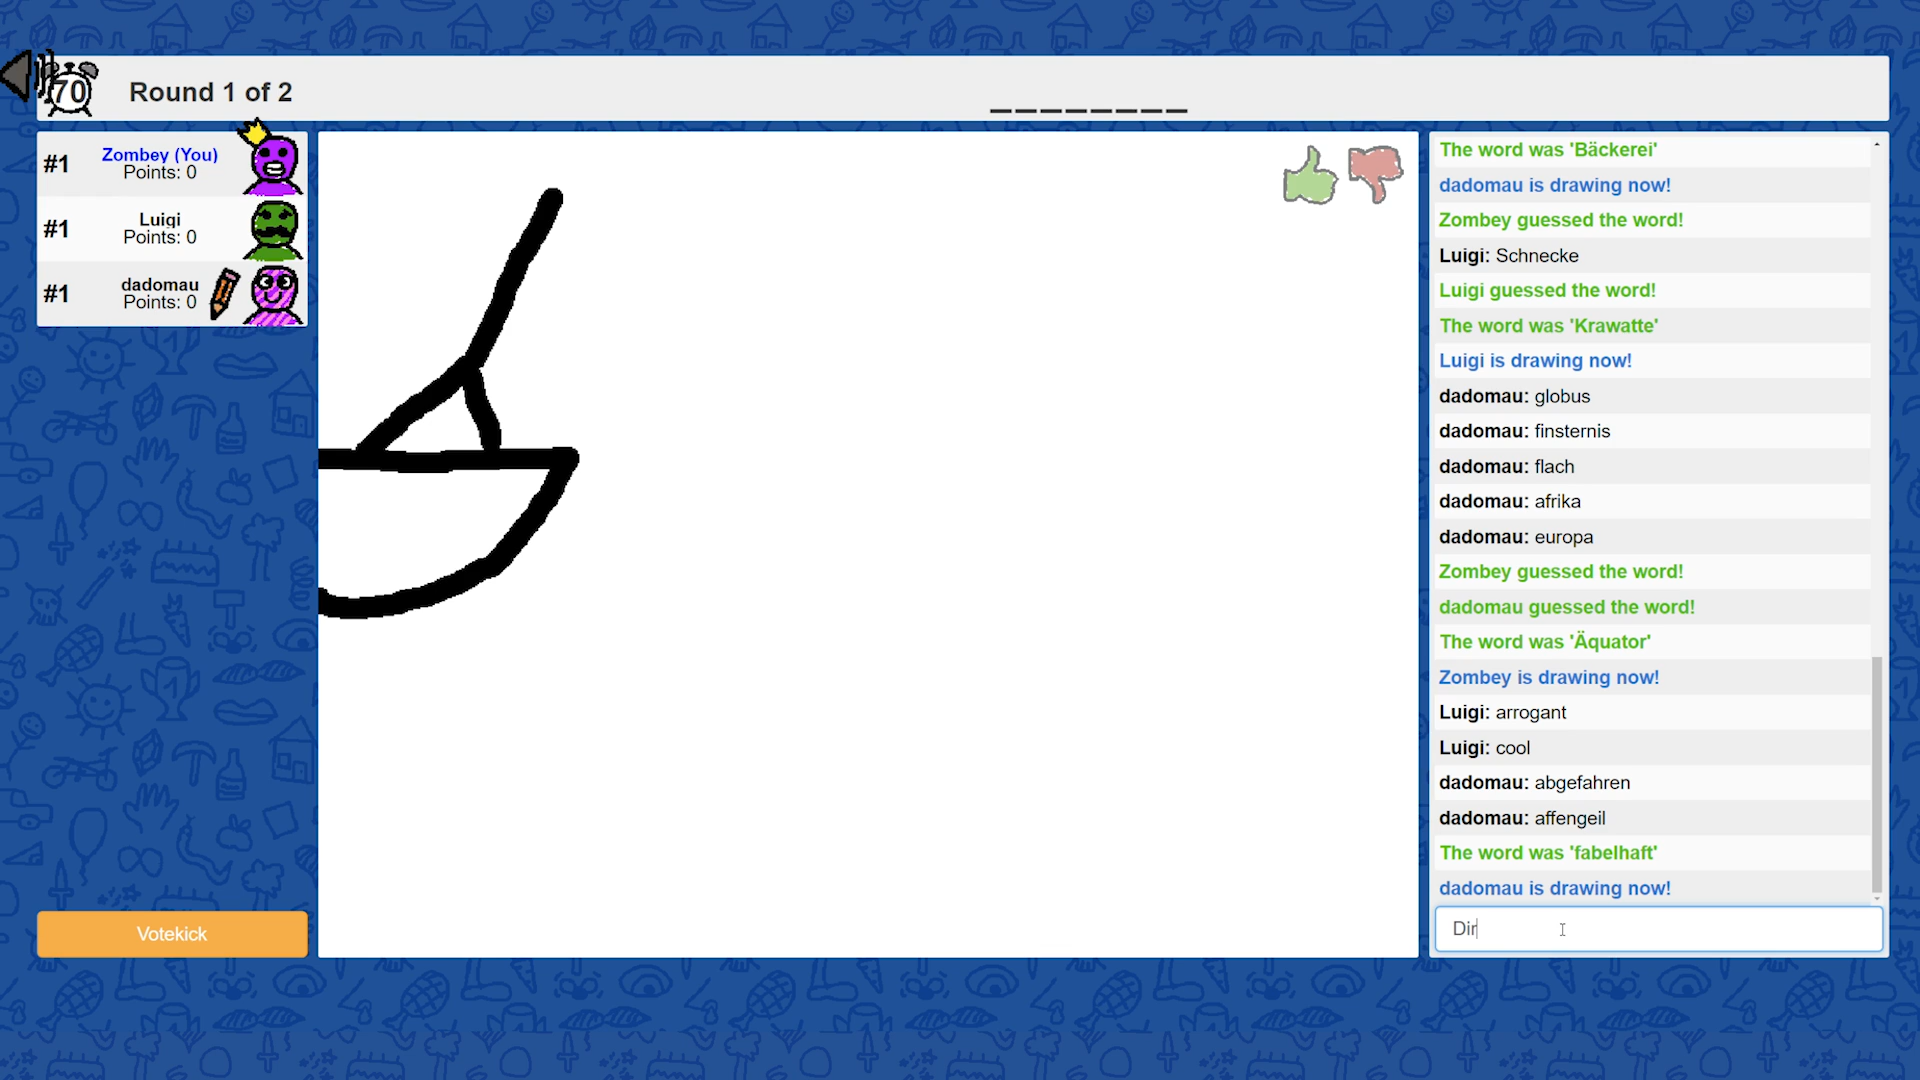 70
Round 1 of 2
_ _ _ _ _ _ _ _
#1
Zombey (You)
Points: 0
#1
Luigi
Points: 0
#1
dadomau
Points: 0
Votekick
The word was 'Bäckerei'
dadomau is drawing now!
Zombey guessed the word!
Luigi: Schnecke
Luigi guessed the word!
The word was 'Krawatte'
Luigi is drawing now!
dadomau: globus
dadomau: finsternis
dadomau: flach
dadomau: afrika
dadomau: europa
Zombey guessed the word!
dadomau guessed the word!
The word was 'Äquator'
Zombey is drawing now!
Luigi: arrogant
Luigi: cool
dadomau: abgefahren
dadomau: affengeil
The word was 'fabelhaft'
dadomau is drawing now!
Dir